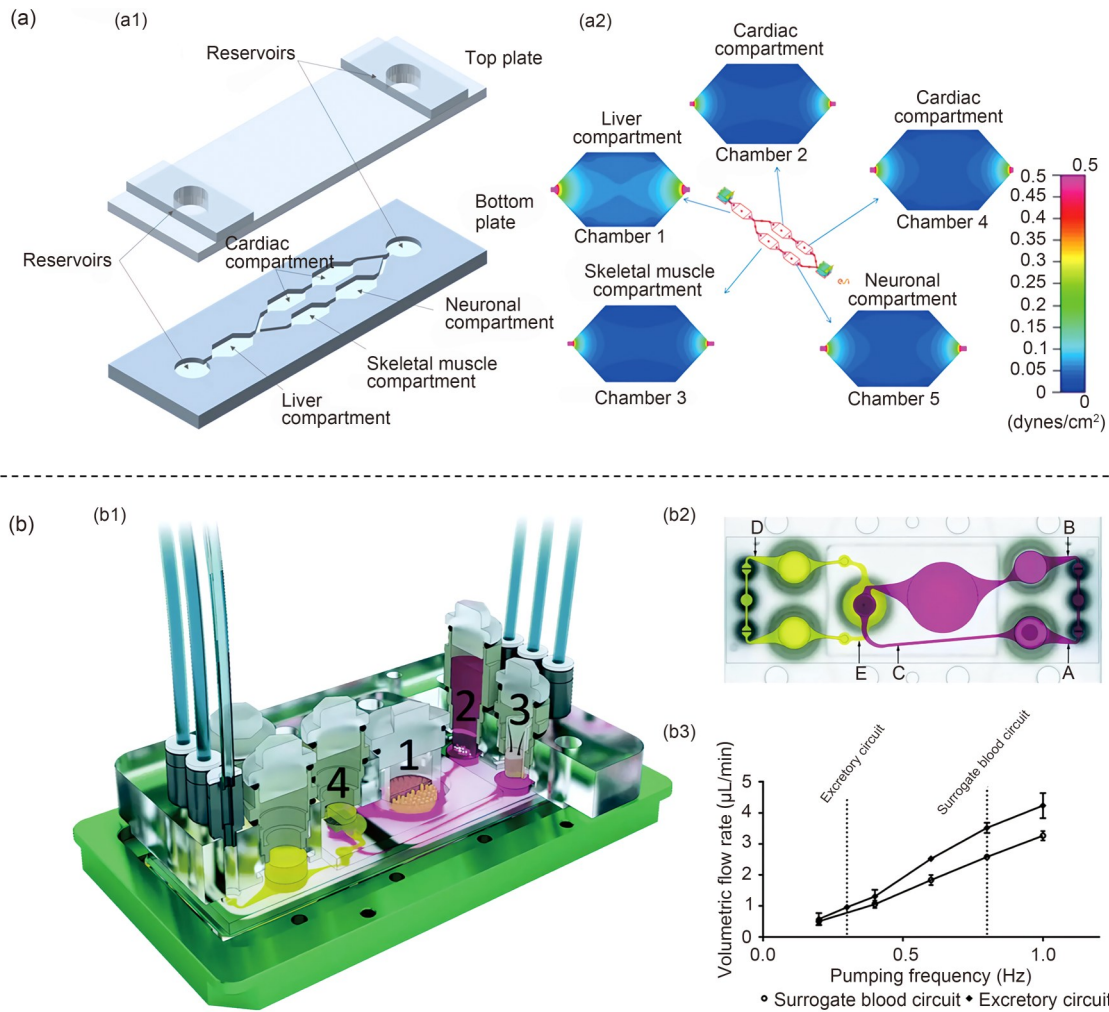 (a)
(a1)
Reservoirs
Top plate
Bottom
plate
Reservoirs
Cardiac
compartment
Neuronal
compartment
Skeletal muscle
compartment
Liver
compartment
(a2)
Cardiac
compartment
Chamber 2
Liver
compartment
Chamber 1
Cardiac
compartment
Chamber 4
Skeletal muscle
compartment
Chamber 3
Neuronal
compartment
Chamber 5
0.5
0.5
0.45
0.4
0.35
0.3
0.25
0.2
0.15
0.1
0.05
0
0
(dynes/cm²)
(b)
(b1)
1
2
3
4
(b2)
D
B
E
C
A
(b3)
Excretory circuit
Surrogate blood circuit
Volumetric flow rate (μL/min)
5
4
3
2
1
0
0.0
0.5
1.0
Pumping frequency (Hz)
Surrogate blood circuit
Excretory circuit